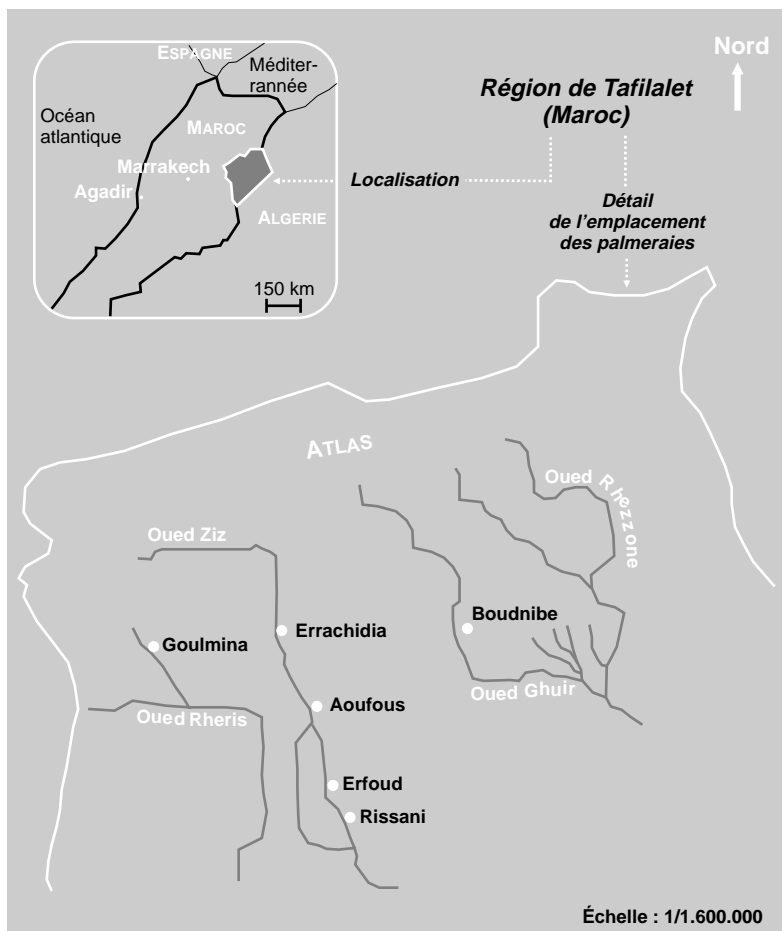 ESPAGNE
Méditer-
rannée
Océan
atlantique
MAROC
Marrakech
Agadir
ALGERIE
150 km
Nord
Région de Tafilalet
(Maroc)
Localisation
Détail
de l'emplacement
des palmeraies
ATLAS
Oued Rhezzone
Oued Ziz
Boudnibe
Errachidia
Goulmina
Oued Ghuir
Aoufous
Oued Rheris
Erfoud
Rissani
Échelle : 1/1.600.000